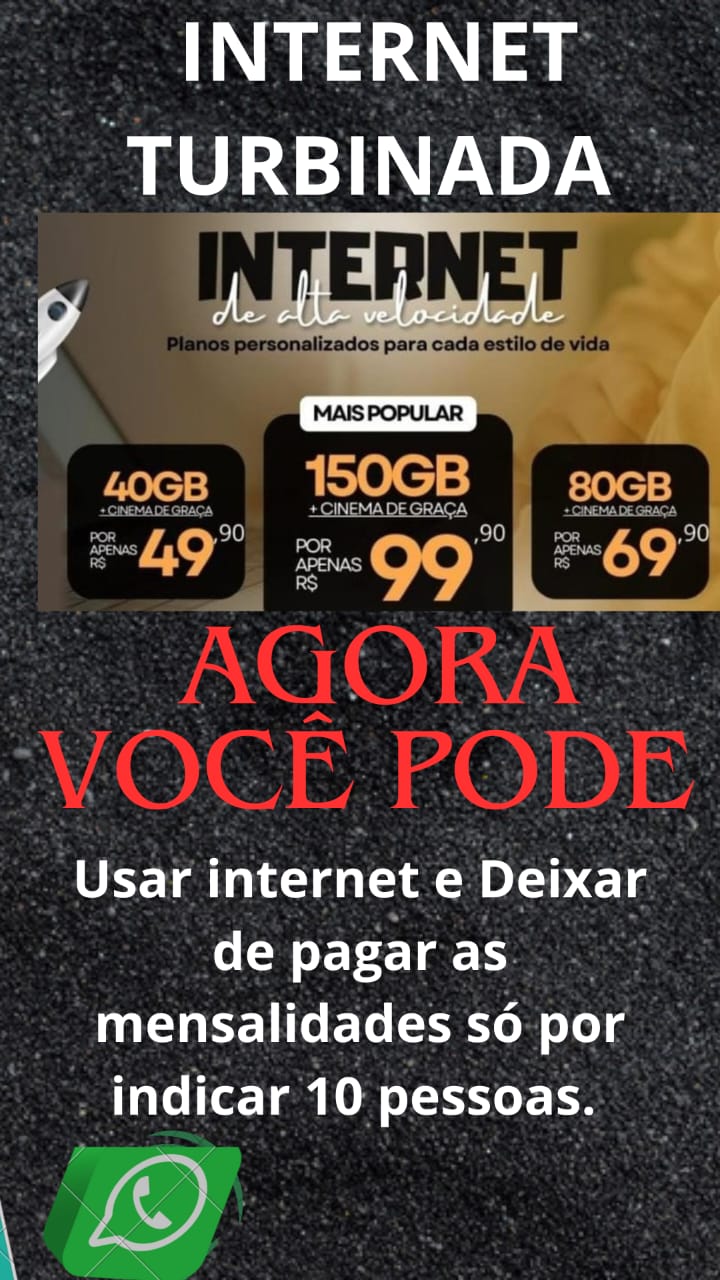 INTERNET
TURBINADA
INTERNET
de alta velocidade
Planos personalizados para cada estilo de vida
MAIS POPULAR
40GB
+ CINEMA DE GRAÇA
POR
APENAS
R$ 49,90
150GB
+ CINEMA DE GRAÇA
POR
APENAS
R$ 99,90
80GB
+ CINEMA DE GRAÇA
POR
APENAS
R$ 69,90
AGORA
VOCÊ PODE
Usar internet e Deixar
de pagar as
mensalidades só por
indicar 10 pessoas.